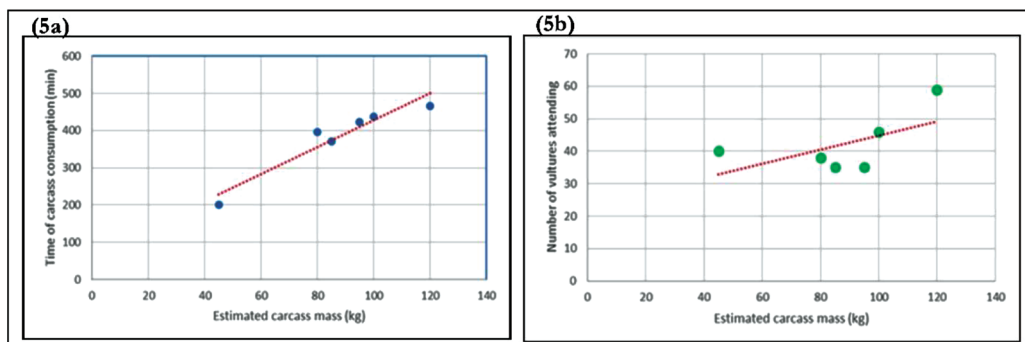 (5a)
600
500
400
300
200
100
0
0 20 40 60 80 100 120 140
Time of carcass consumption (min)
Estimated carcass mass (kg)
(5b)
70
60
50
40
30
20
10
0
0 20 40 60 80 100 120 140
Number of vultures attending
Estimated carcass mass (kg)